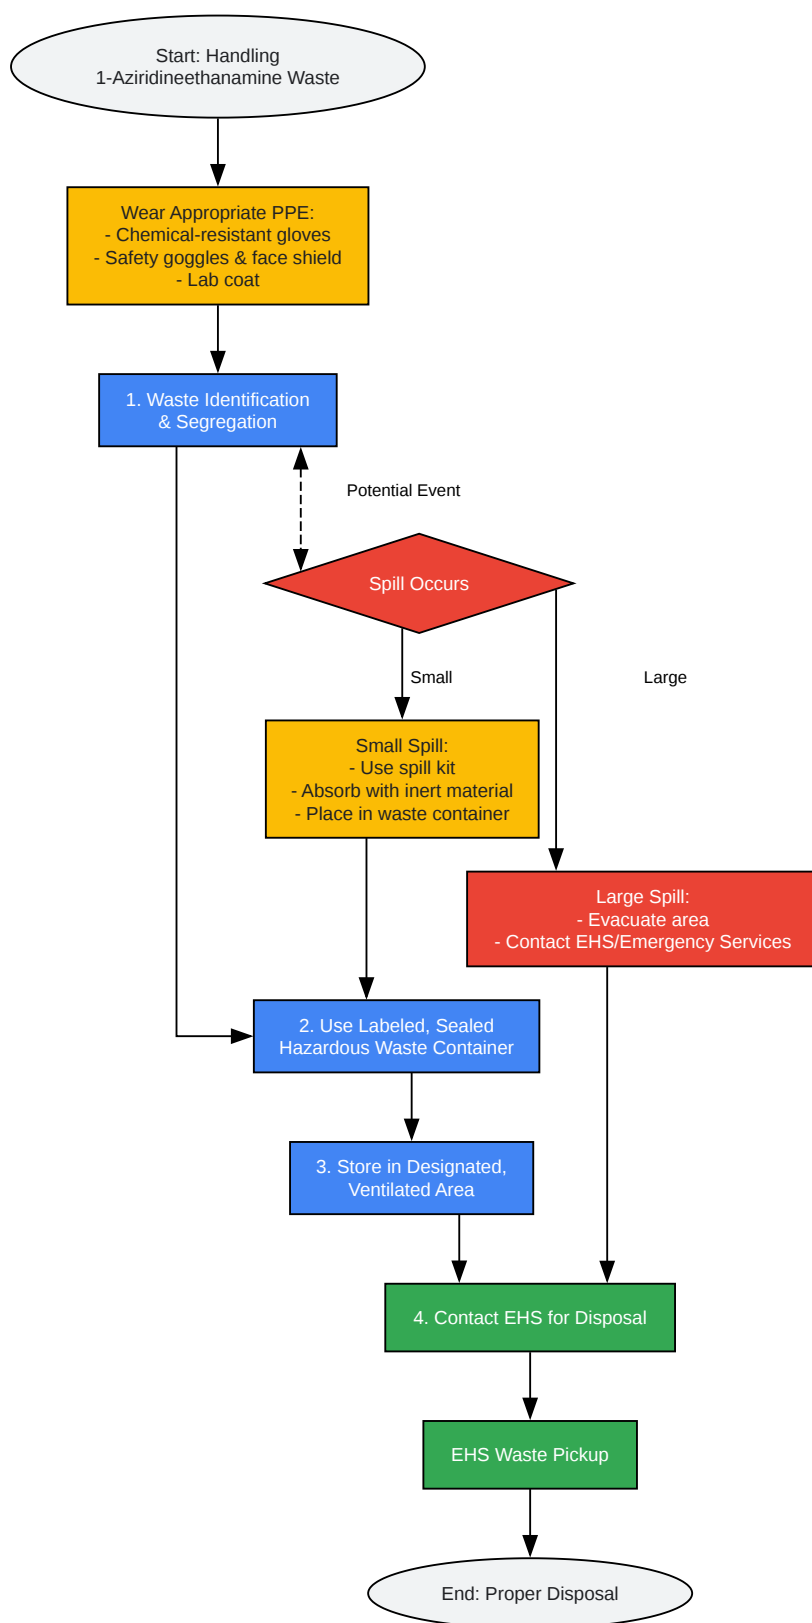 Start: Handling
1-Aziridineethanamine Waste
Wear Appropriate PPE:
- Chemical-resistant gloves
- Safety goggles & face shield
- Lab coat
1. Waste Identification
& Segregation
Potential Event
Spill Occurs
Small
Large
Small Spill:
- Use spill kit
- Absorb with inert material
- Place in waste container
Large Spill:
- Evacuate area
- Contact EHS/Emergency Services
2. Use Labeled, Sealed
Hazardous Waste Container
3. Store in Designated,
Ventilated Area
4. Contact EHS for Disposal
EHS Waste Pickup
End: Proper Disposal